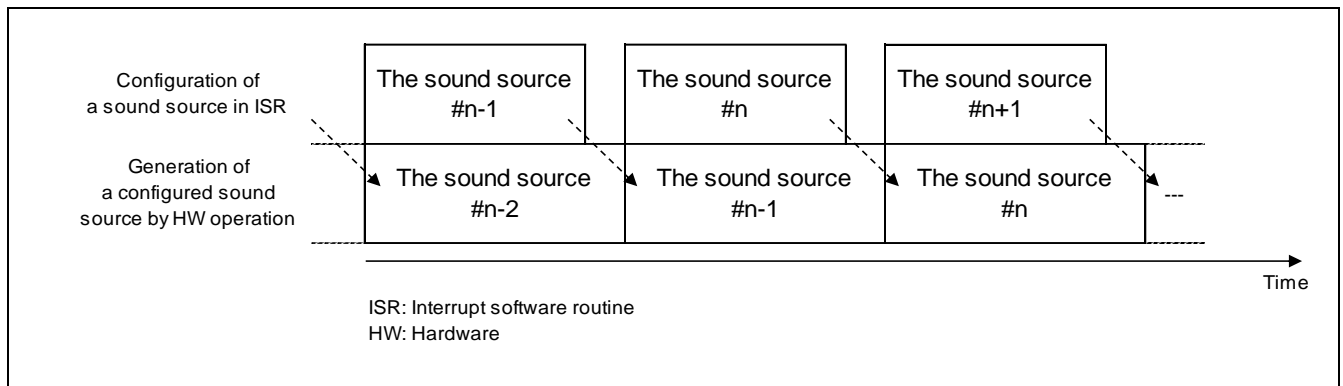 Configuration of
a sound source in ISR
The sound source
#n-1
The sound source
#n
The sound source
#n+1
Generation of
a configured sound
source by HW operation
The sound source
#n-2
The sound source
#n-1
The sound source
#n
---
Time
ISR: Interrupt software routine
HW: Hardware